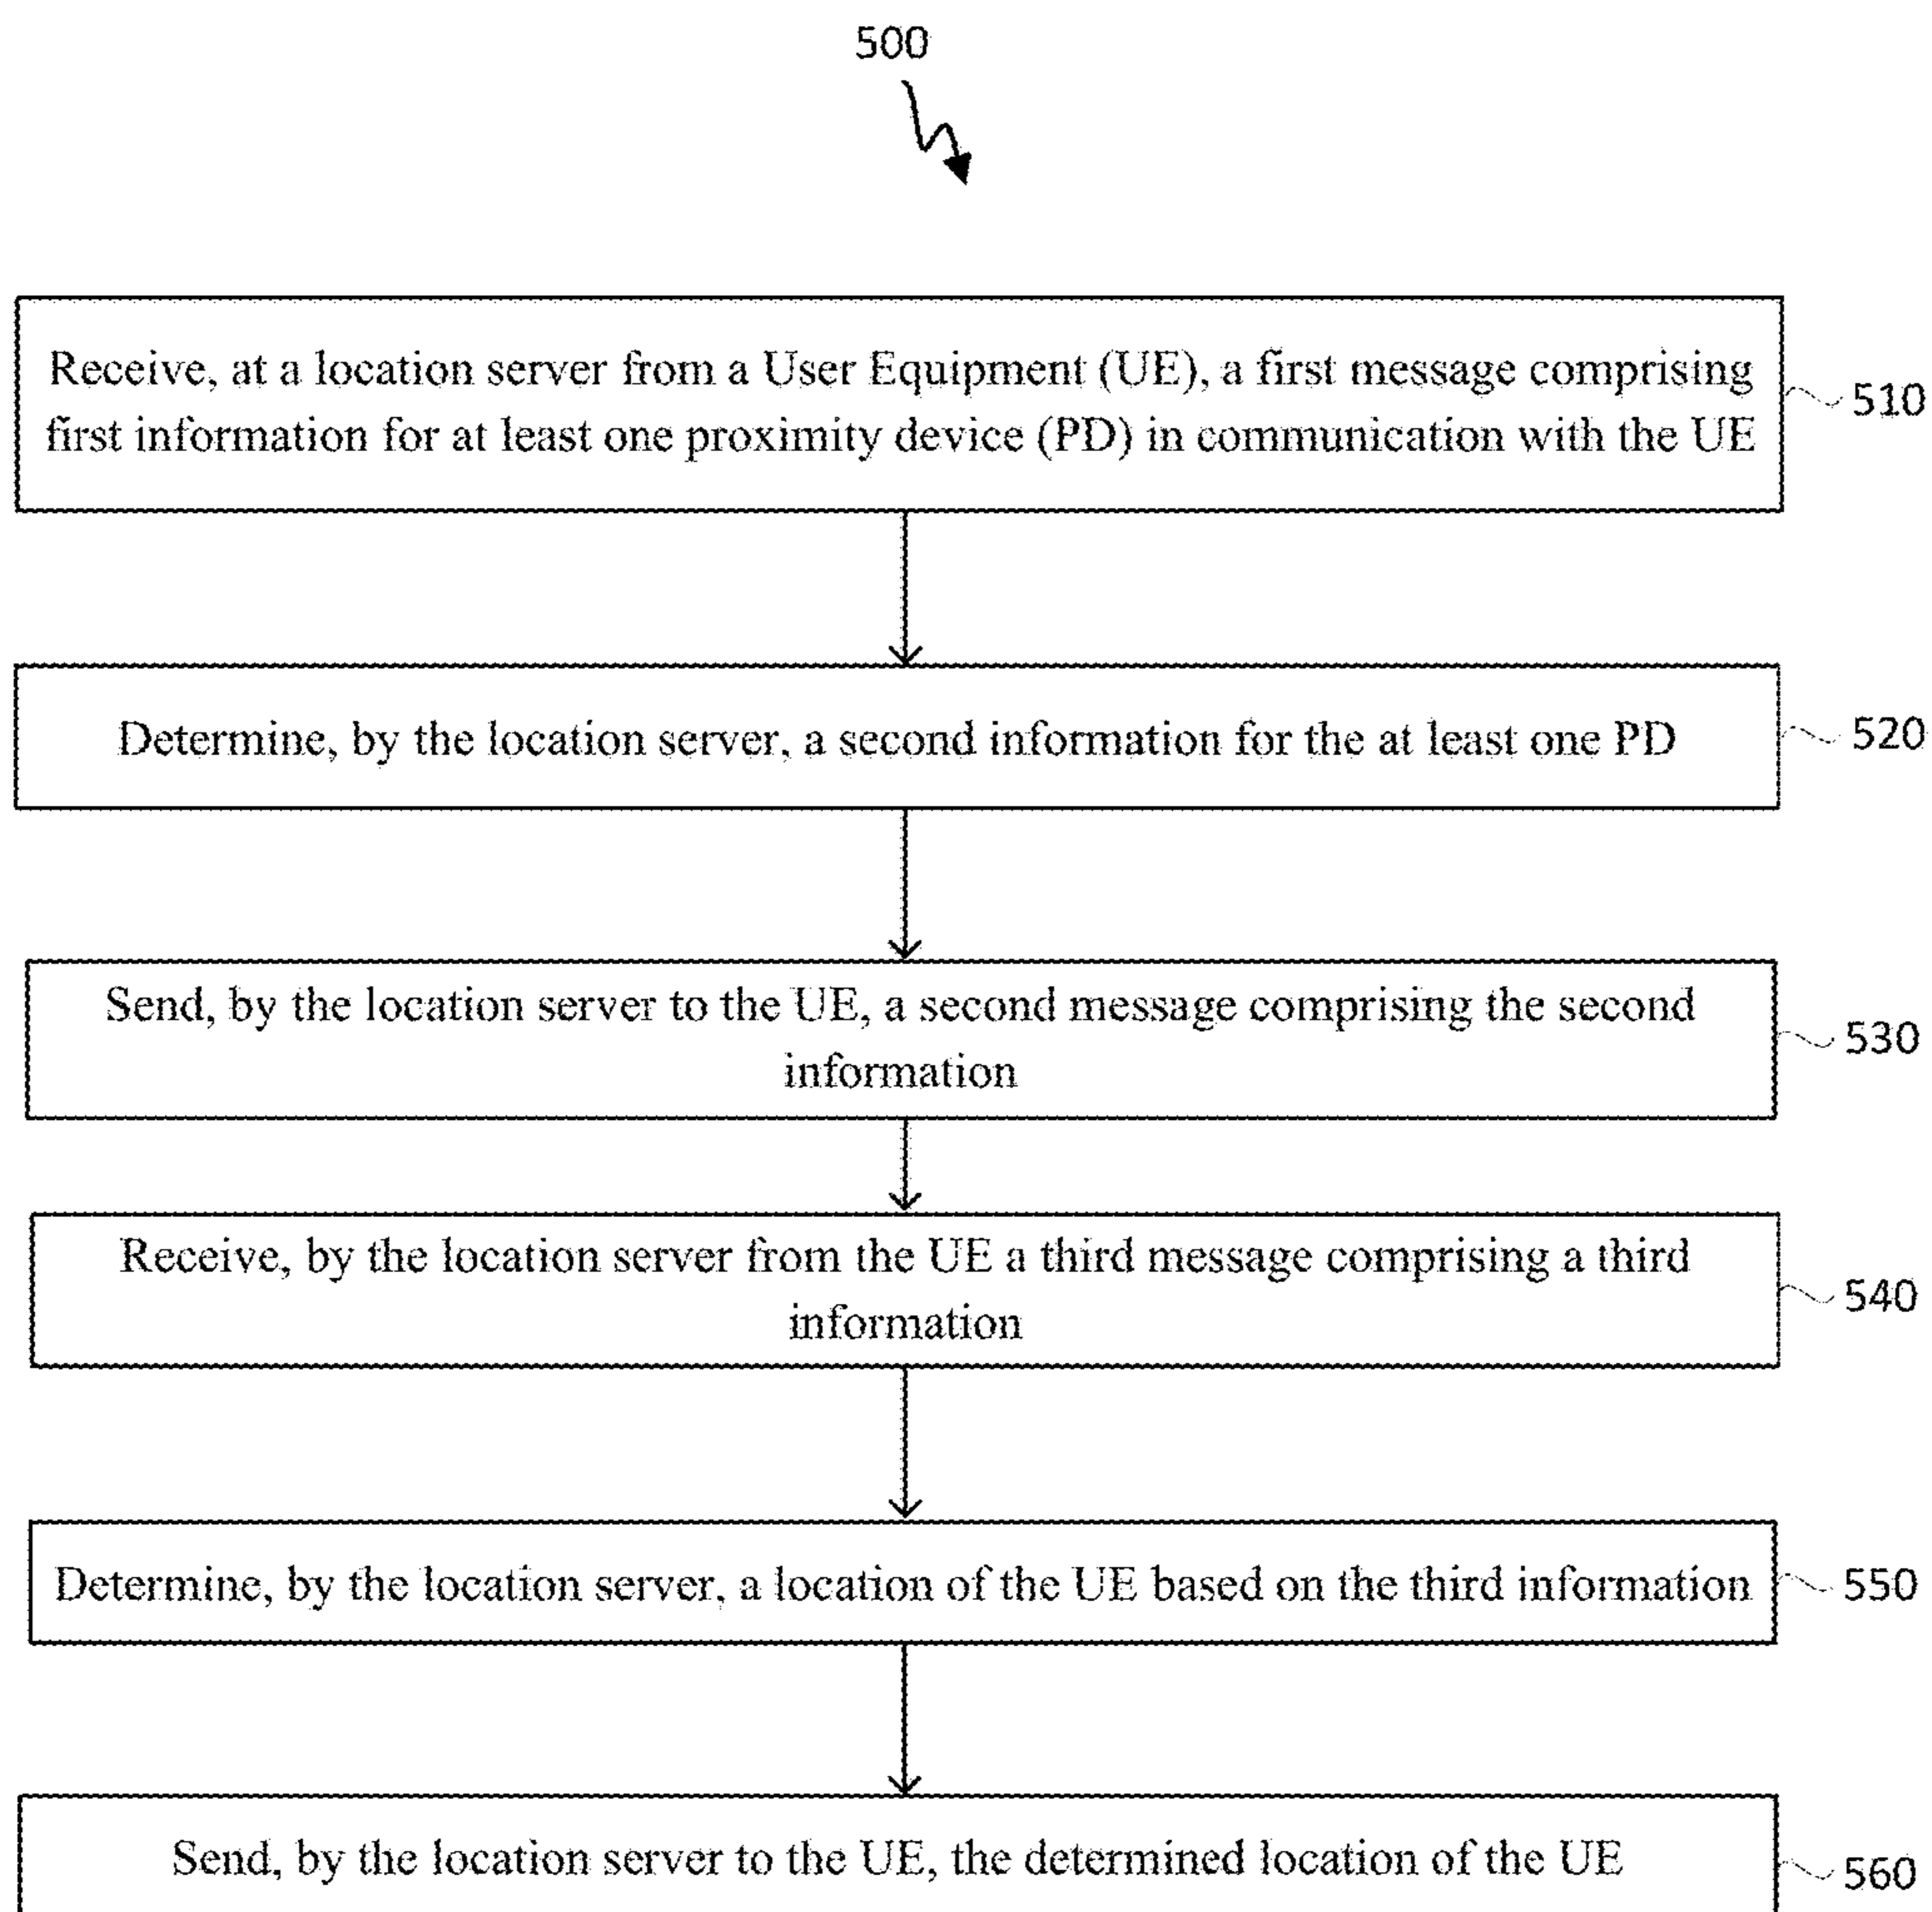 500
Receive, at a location server from a User Equipment (UE), a first message comprising
first information for at least one proximity device (PD) in communication with the UE
510
Determine, by the location server, a second information for the at least one PD
520
Send, by the location server to the UE, a second message comprising the second
information
530
Receive, by the location server from the UE a third message comprising a third
information
540
Determine, by the location server, a location of the UE based on the third information
550
Send, by the location server to the UE, the determined location of the UE
560